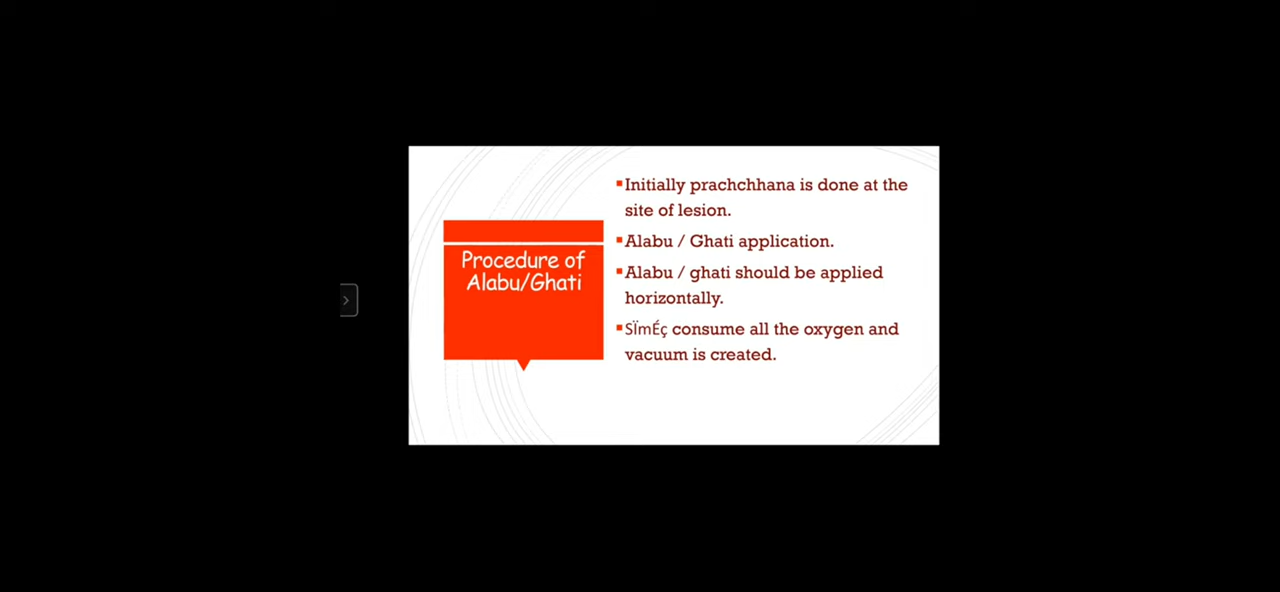 Procedure of
Alabu/Ghati
Initially prachchhana is done at the
site of lesion.
Alabu / Ghati application.
Alabu / ghati should be applied
horizontally.
SÏmÉç consume all the oxygen and
vacuum is created.